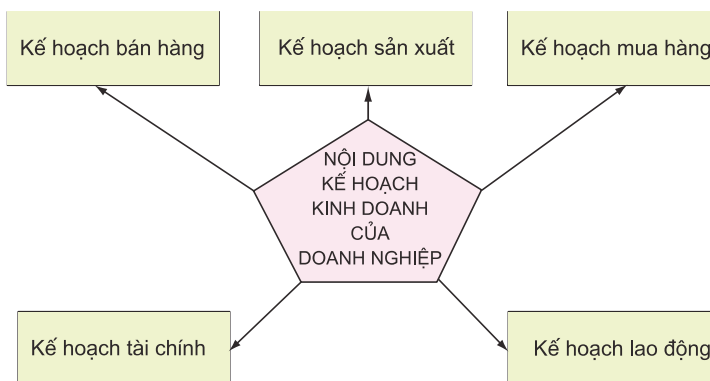 Kế hoạch bán hàng
Kế hoạch sản xuất
Kế hoạch mua hàng
NỘI DUNG
KẾ HOẠCH
KINH DOANH
CỦA
DOANH NGHIỆP
Kế hoạch tài chính
Kế hoạch lao động